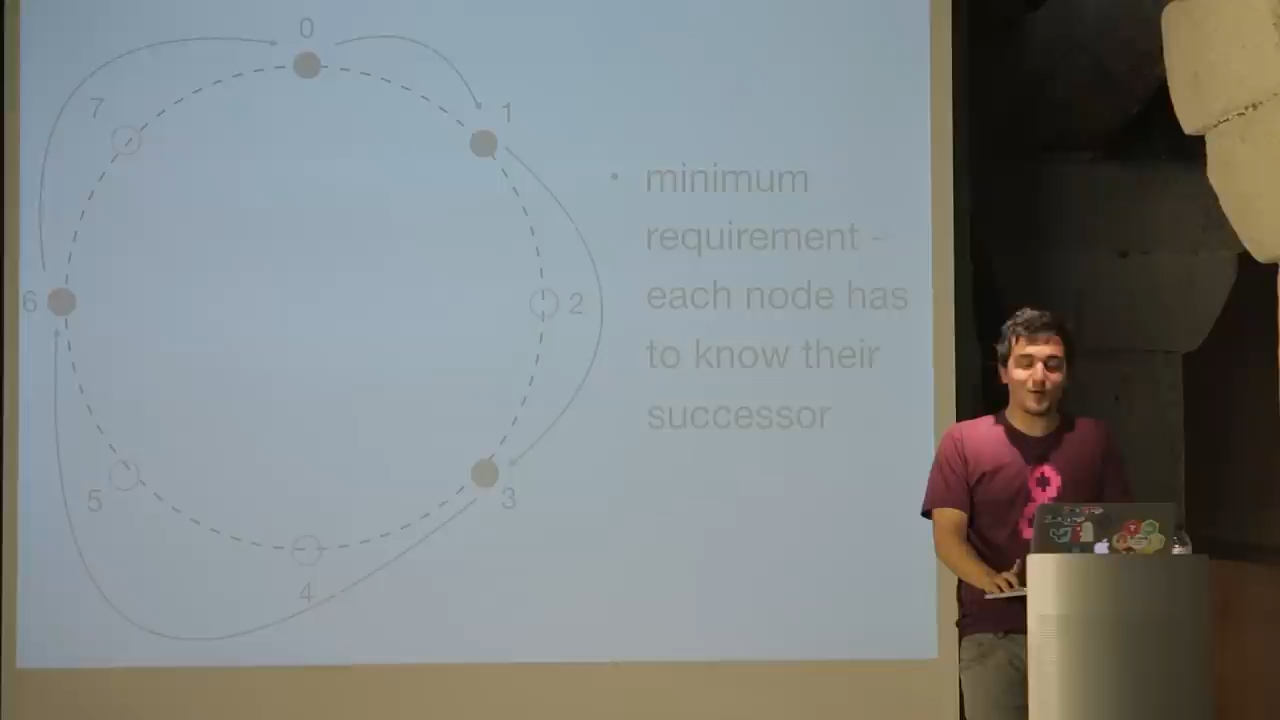 0
7
1
• minimum
requirement -
each node has
6
2
to know their
successor
5
3
4